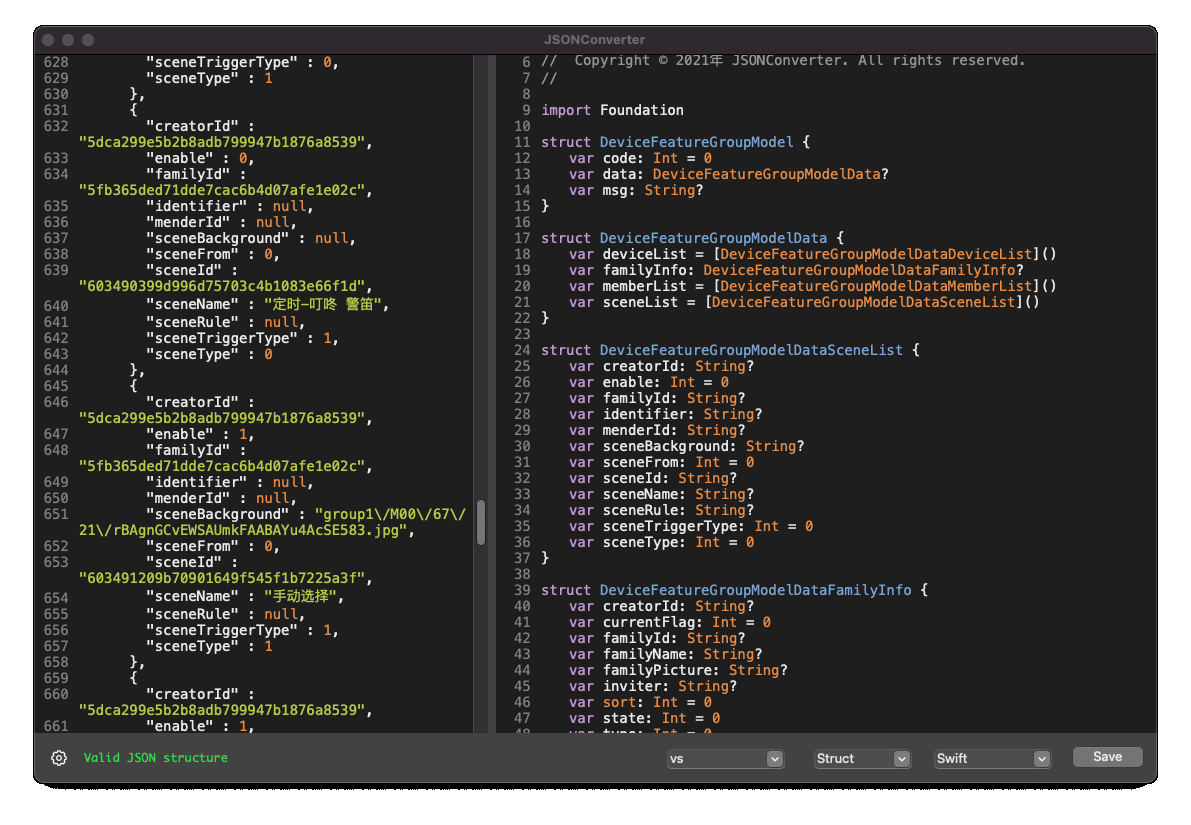 JSONConverter
628 "sceneTriggerType" : 0,
629 "sceneType" : 1
630 },
631 {
632 "creatorId" :
"5dca299e5b2b8adb799947b1876a8539",
633 "enable" : 0,
634 "familyId" :
"5fb365ded71dde7cac6b4d07afe1e02c",
635 "identifier" : null,
636 "menderId" : null,
637 "sceneBackground" : null,
638 "sceneFrom" : 0,
639 "sceneId" :
"603490399d996d75703c4b1083e66f1d",
640 "sceneName" : "定时-叮咚 警笛",
641 "sceneRule" : null,
642 "sceneTriggerType" : 1,
643 "sceneType" : 0
644 },
645 {
646 "creatorId" :
"5dca299e5b2b8adb799947b1876a8539",
647 "enable" : 1,
648 "familyId" :
"5fb365ded71dde7cac6b4d07afe1e02c",
649 "identifier" : null,
650 "menderId" : null,
651 "sceneBackground" : "group1\/M00\/67\/
21\/rBAgnGCvEWSAUmkFAABAYu4AcSE583.jpg",
652 "sceneFrom" : 0,
653 "sceneId" :
"603491209b70901649f545f1b7225a3f",
654 "sceneName" : "手动选择",
655 "sceneRule" : null,
656 "sceneTriggerType" : 1,
657 "sceneType" : 1
658 },
659 {
660 "creatorId" :
"5dca299e5b2b8adb799947b1876a8539",
661 "enable" : 1,
6 // Copyright © 2021年 JSONConverter. All rights reserved.
7 //
8
9 import Foundation
10
11 struct DeviceFeatureGroupModel {
12 var code: Int = 0
13 var data: DeviceFeatureGroupModelData?
14 var msg: String?
15 }
16
17 struct DeviceFeatureGroupModelData {
18 var deviceList = [DeviceFeatureGroupModelDataDeviceList]()
19 var familyInfo: DeviceFeatureGroupModelDataFamilyInfo?
20 var memberList = [DeviceFeatureGroupModelDataMemberList]()
21 var sceneList = [DeviceFeatureGroupModelDataSceneList]()
22 }
23
24 struct DeviceFeatureGroupModelDataSceneList {
25 var creatorId: String?
26 var enable: Int = 0
27 var familyId: String?
28 var identifier: String?
29 var menderId: String?
30 var sceneBackground: String?
31 var sceneFrom: Int = 0
32 var sceneId: String?
33 var sceneName: String?
34 var sceneRule: String?
35 var sceneTriggerType: Int = 0
36 var sceneType: Int = 0
37 }
38
39 struct DeviceFeatureGroupModelDataFamilyInfo {
40 var creatorId: String?
41 var currentFlag: Int = 0
42 var familyId: String?
43 var familyName: String?
44 var familyPicture: String?
45 var inviter: String?
46 var sort: Int = 0
47 var state: Int = 0
48 var type: Int = 0
Valid JSON structure
vs
Struct
Swift
Save